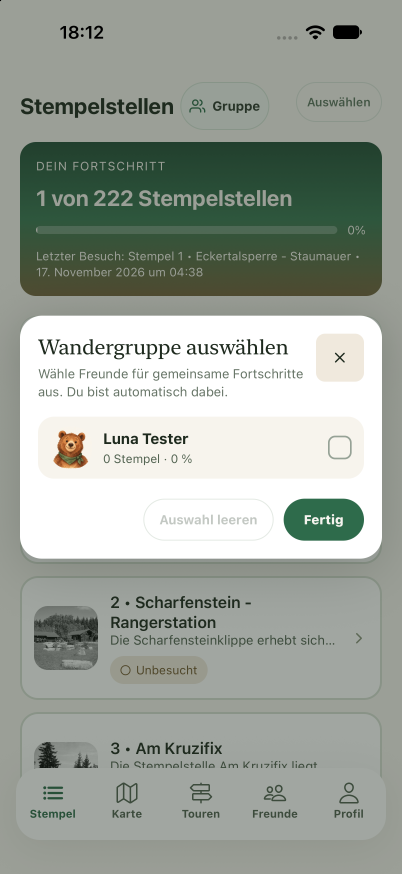 18:12
Stempelstellen
Gruppe
Auswählen
DEIN FORTSCHRITT
1 von 222 Stempelstellen
0%
Letzter Besuch: Stempel 1 • Eckertalsperre - Staumauer •
17. November 2026 um 04:38
Wandergruppe auswählen
Wähle Freunde für gemeinsame Fortschritte
aus. Du bist automatisch dabei.
Luna Tester
0 Stempel · 0 %
Auswahl leeren
Fertig
2 • Scharfenstein -
Rangerstation
Die Scharfensteinklippe erhebt sich...
Unbesucht
3 • Am Kruzifix
Die Stempelstelle Am Kruzifix liegt
Stempel
Karte
Touren
Freunde
Profil